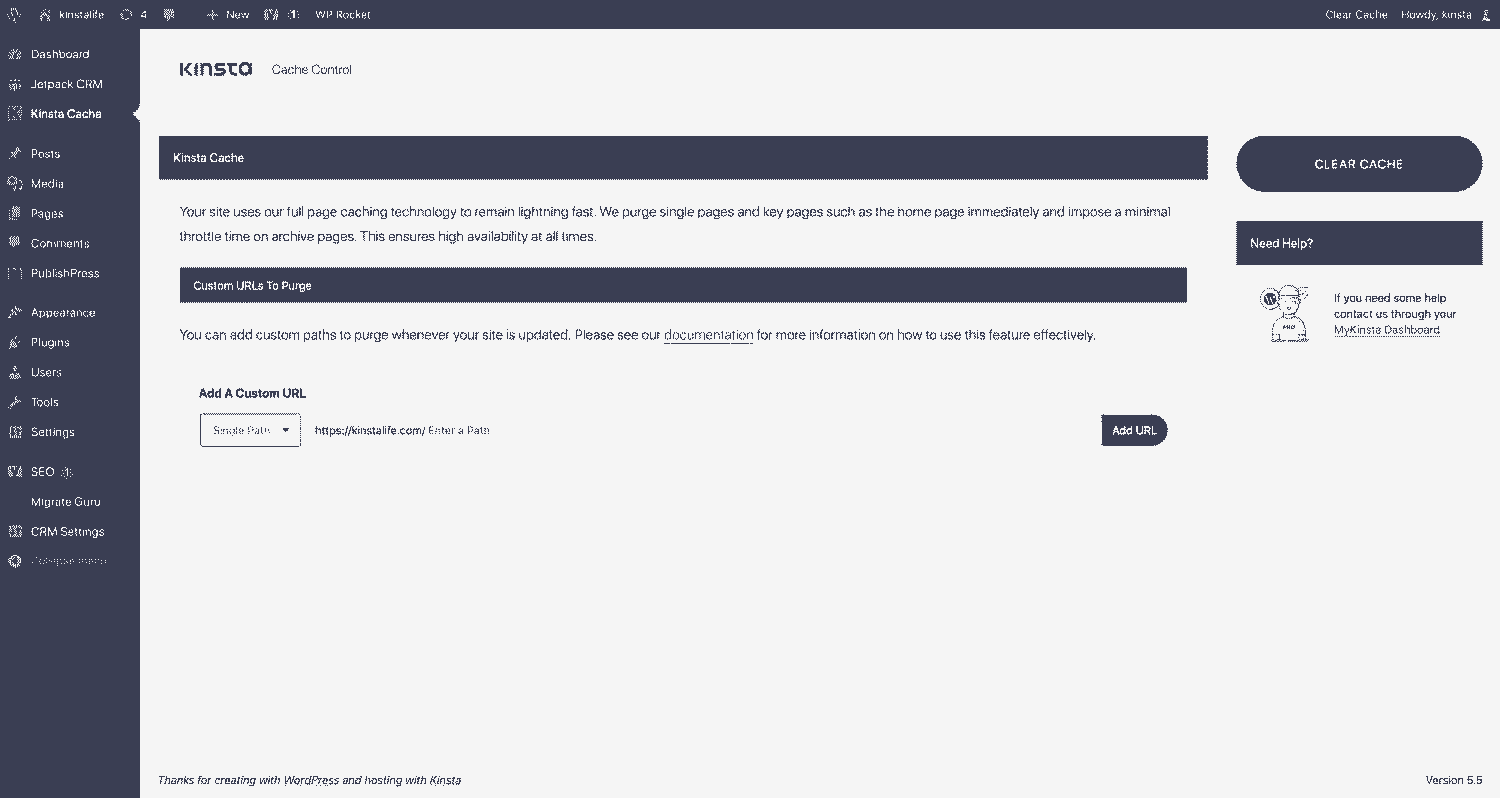 kinstalife 4 New 1 WP Rocket Clear Cache Howdy, kinsta
Dashboard
Jetpack CRM
Kinsta Cache
Posts
Media
Pages
Comments
PublishPress
Appearance
Plugins
Users
Tools
Settings
SEO 1
Migrate Guru
CRM Settings
Collapse menu
Kinsta Cache Control
Kinsta Cache
Your site uses our full page caching technology to remain lightning fast. We purge single pages and key pages such as the home page immediately and impose a minimal
throttle time on archive pages. This ensures high availability at all times.
Custom URLs To Purge
You can add custom paths to purge whenever your site is updated. Please see our documentation for more information on how to use this feature effectively.
Add A Custom URL
Single Path https://kinstalife.com/ Enter a Path Add URL
CLEAR CACHE
Need Help?
If you need some help
contact us through your
MyKinsta Dashboard
Thanks for creating with WordPress and hosting with Kinsta Version 5.5